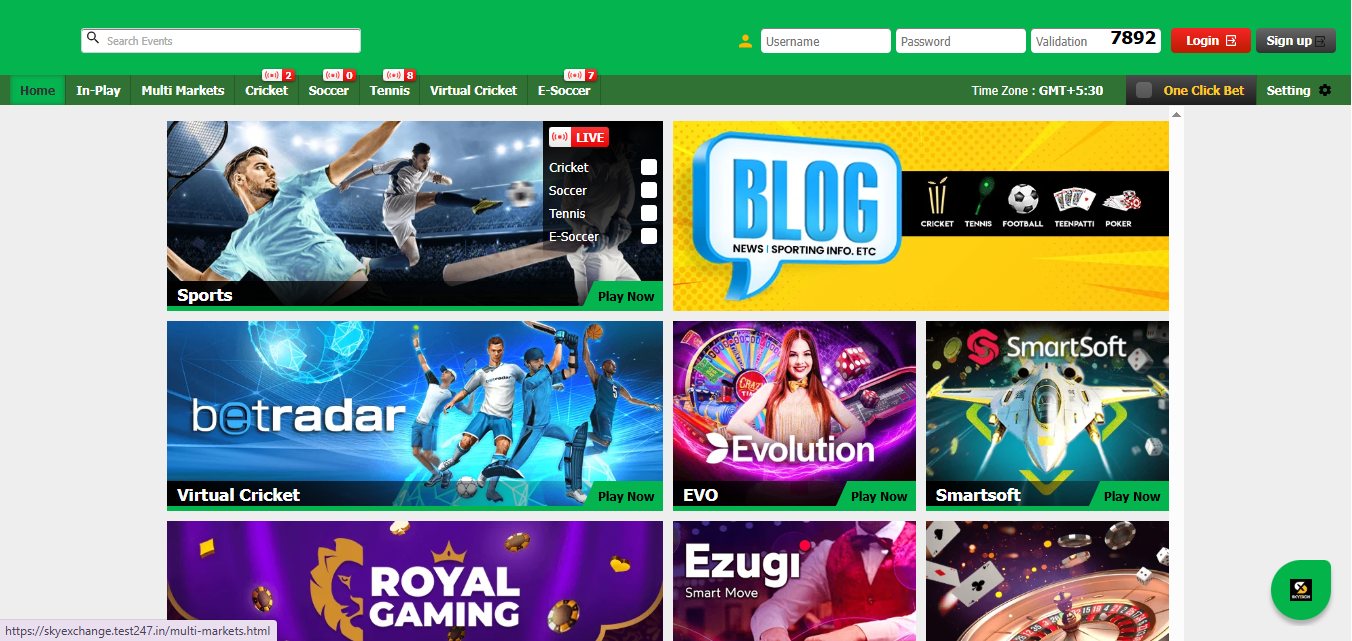 Search Events
Username
Password
Validation
7892
Login
Sign up
Home
In-Play
Multi Markets
Cricket
2
Soccer
0
Tennis
8
Virtual Cricket
E-Soccer
7
Time Zone : GMT+5:30
One Click Bet
Setting
LIVE
Cricket
Soccer
Tennis
E-Soccer
Sports
Play Now
BLOG
NEWS | SPORTING INFO. ETC
CRICKET
TENNIS
FOOTBALL
TEENPATTI
POKER
betradar
betradar
5
Virtual Cricket
Play Now
CRAZY
TIME
Evolution
EVO
Play Now
SmartSoft
Smartsoft
Play Now
ROYAL
GAMING
Ezugi
Smart Move
https://skyexchange.test247.in/multi-markets.html